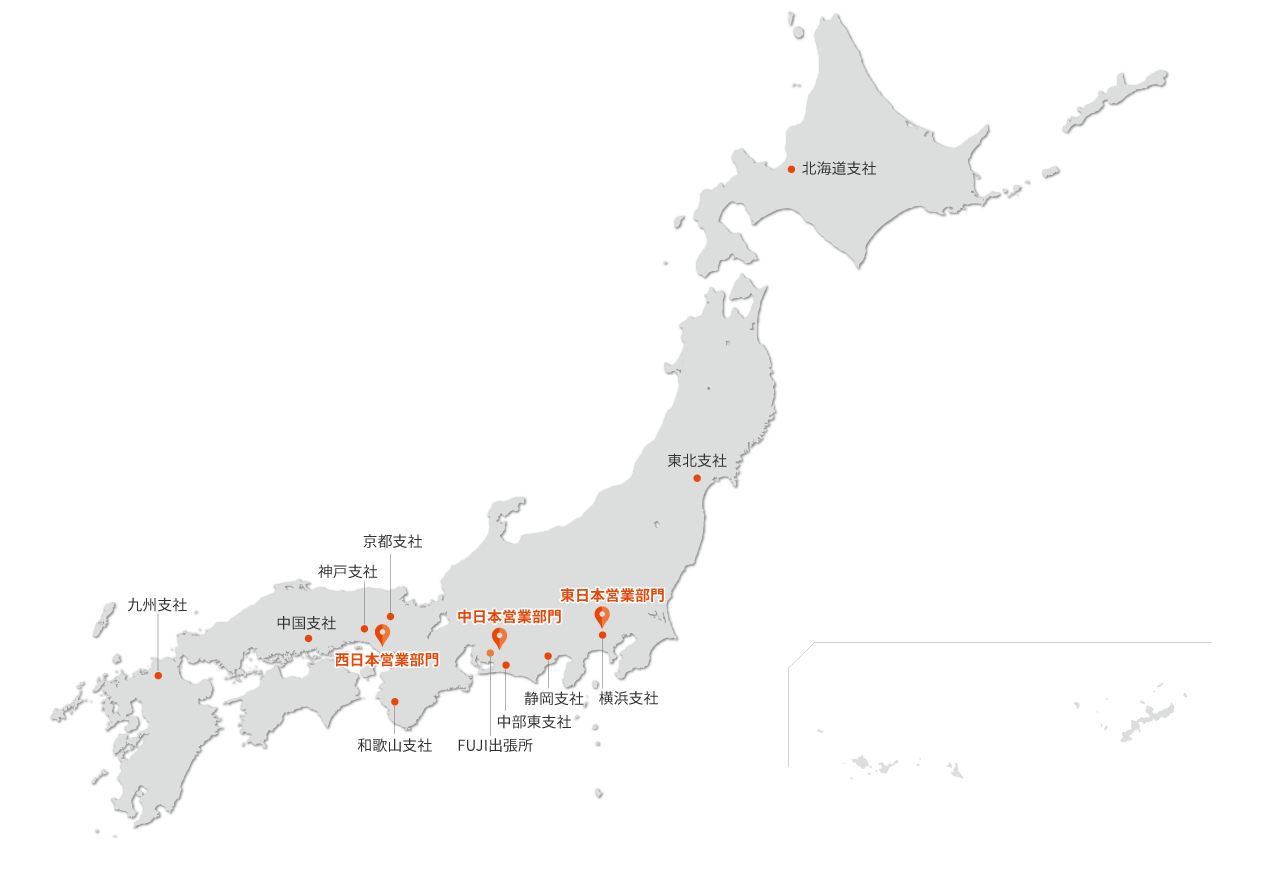 北海道支社
東北支社
京都支社
神戸支社
東日本営業部門
九州支社
中日本営業部門
中国支社
西日本営業部門
静岡支社
横浜支社
中部東支社
和歌山支社
FUJI出張所